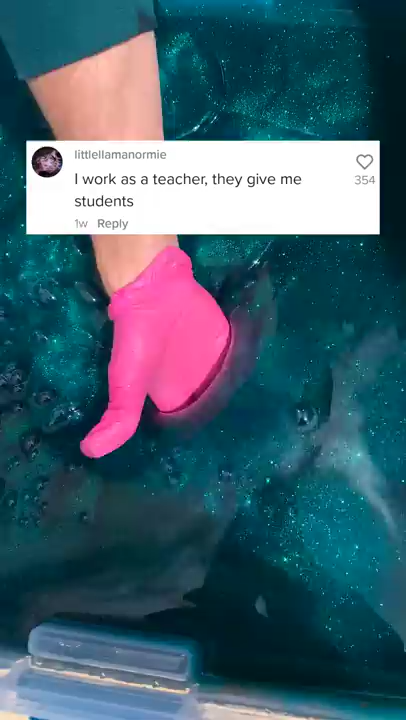 littlellamanormie
I work as a teacher, they give me
students
354
1w Reply